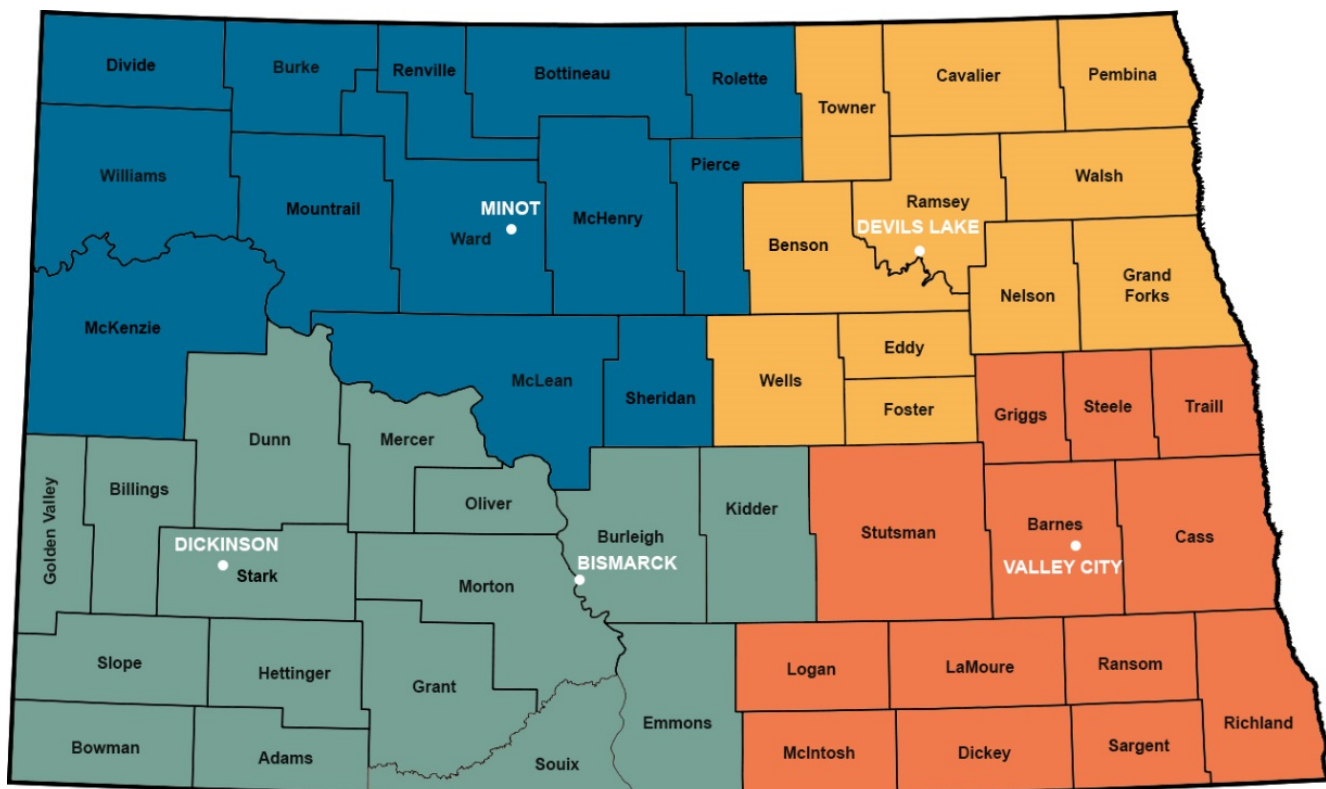 Divide
Burke
Renville
Bottineau
Rolette
Towner
Cavalier
Pembina
Williams
Mountrail
MINOT
Ward
McHenry
Pierce
Benson
Ramsey
DEVILS LAKE
Walsh
Nelson
Grand
Forks
McKenzie
McLean
Sheridan
Wells
Eddy
Foster
Griggs
Steele
Traill
Golden Valley
Billings
Dunn
Mercer
Oliver
Burleigh
BISMARCK
Kidder
Stutsman
Barnes
VALLEY CITY
Cass
DICKINSON
Stark
Morton
Slope
Hettinger
Grant
Emmons
Logan
LaMoure
Ransom
Richland
Bowman
Adams
Souix
McIntosh
Dickey
Sargent